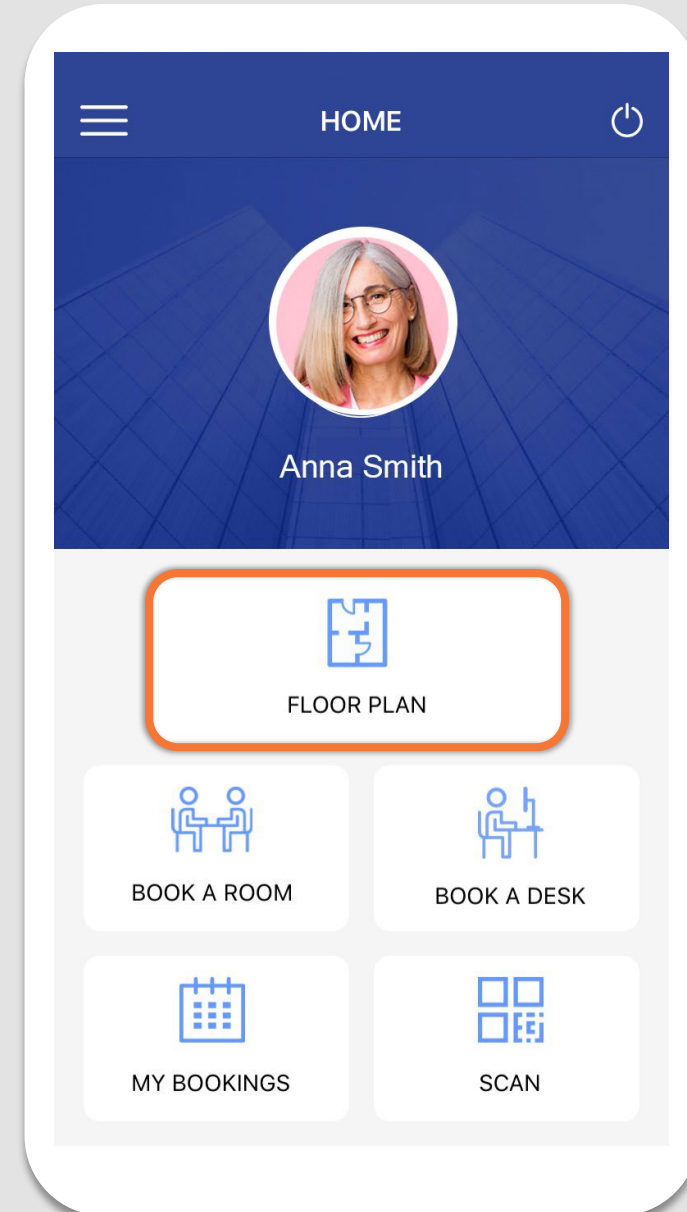 HOME
Anna Smith
FLOOR PLAN
BOOK A ROOM
BOOK A DESK
MY BOOKINGS
SCAN